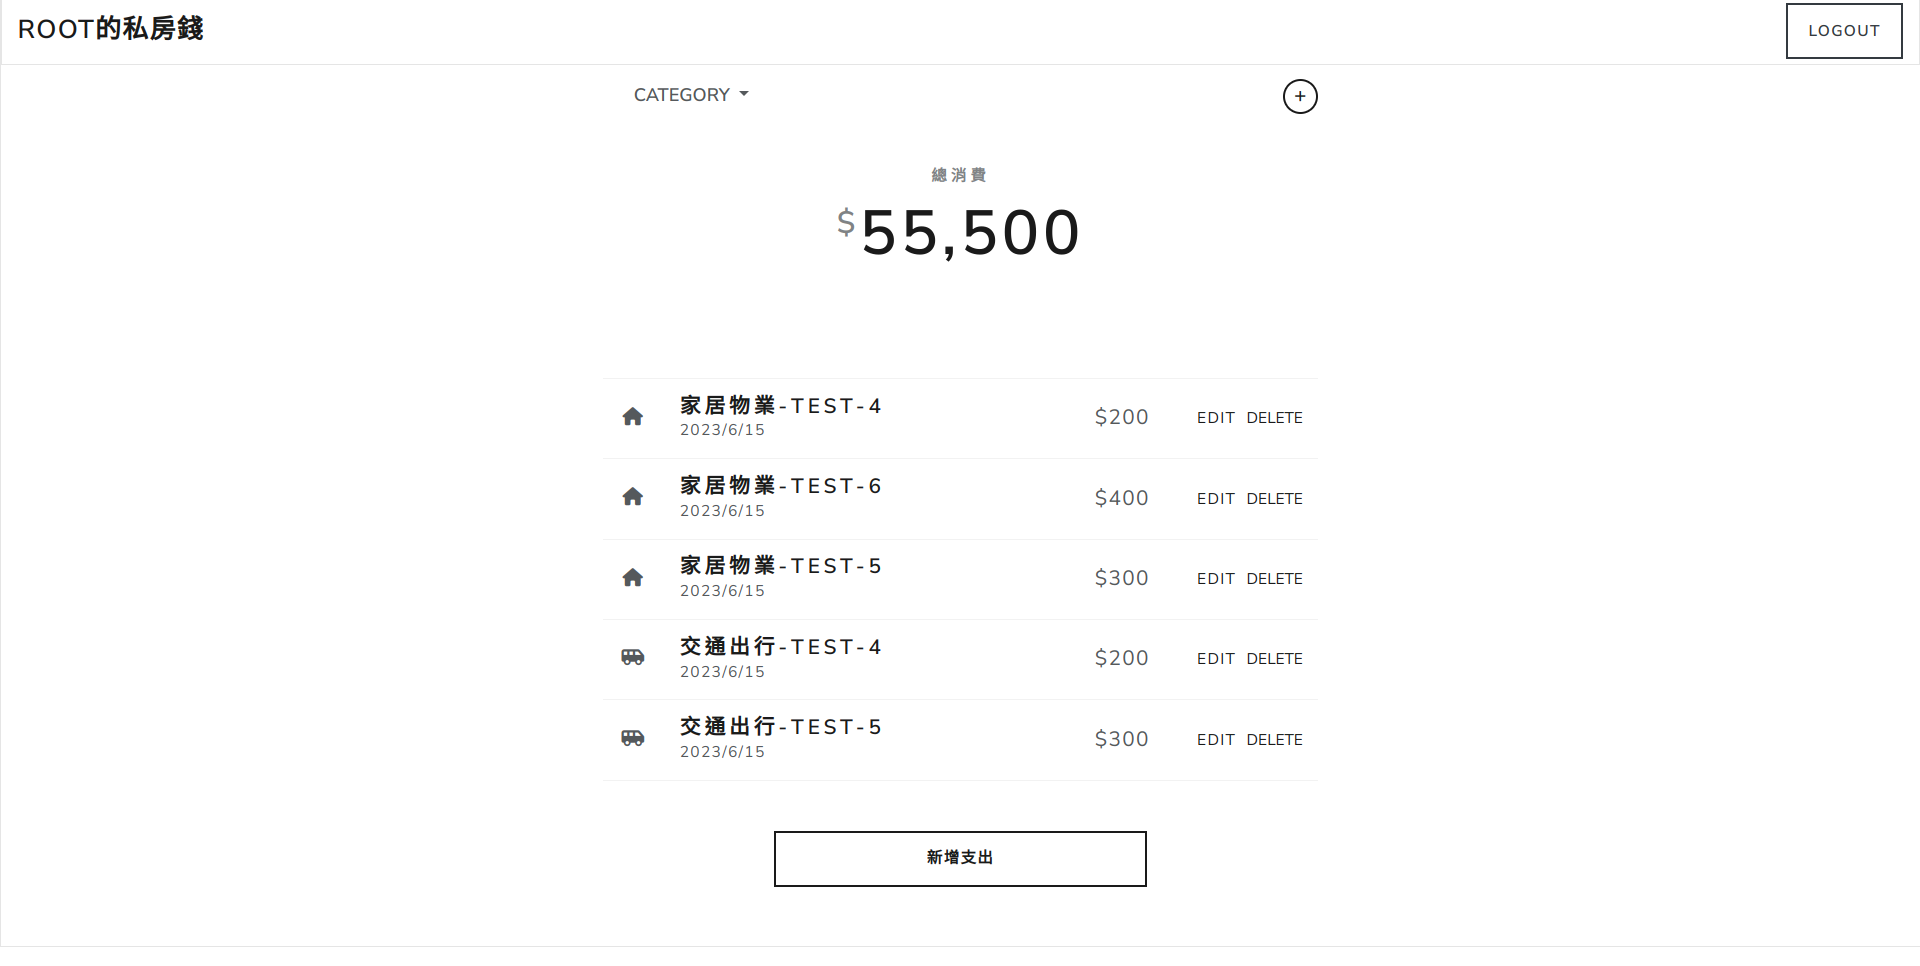 ROOT的私房錢
LOGOUT
CATEGORY
+
總消費
$55,500
家居物業-TEST-4
2023/6/15
$200
EDIT DELETE
家居物業-TEST-6
2023/6/15
$400
EDIT DELETE
家居物業-TEST-5
2023/6/15
$300
EDIT DELETE
交通出行-TEST-4
2023/6/15
$200
EDIT DELETE
交通出行-TEST-5
2023/6/15
$300
EDIT DELETE
新增支出